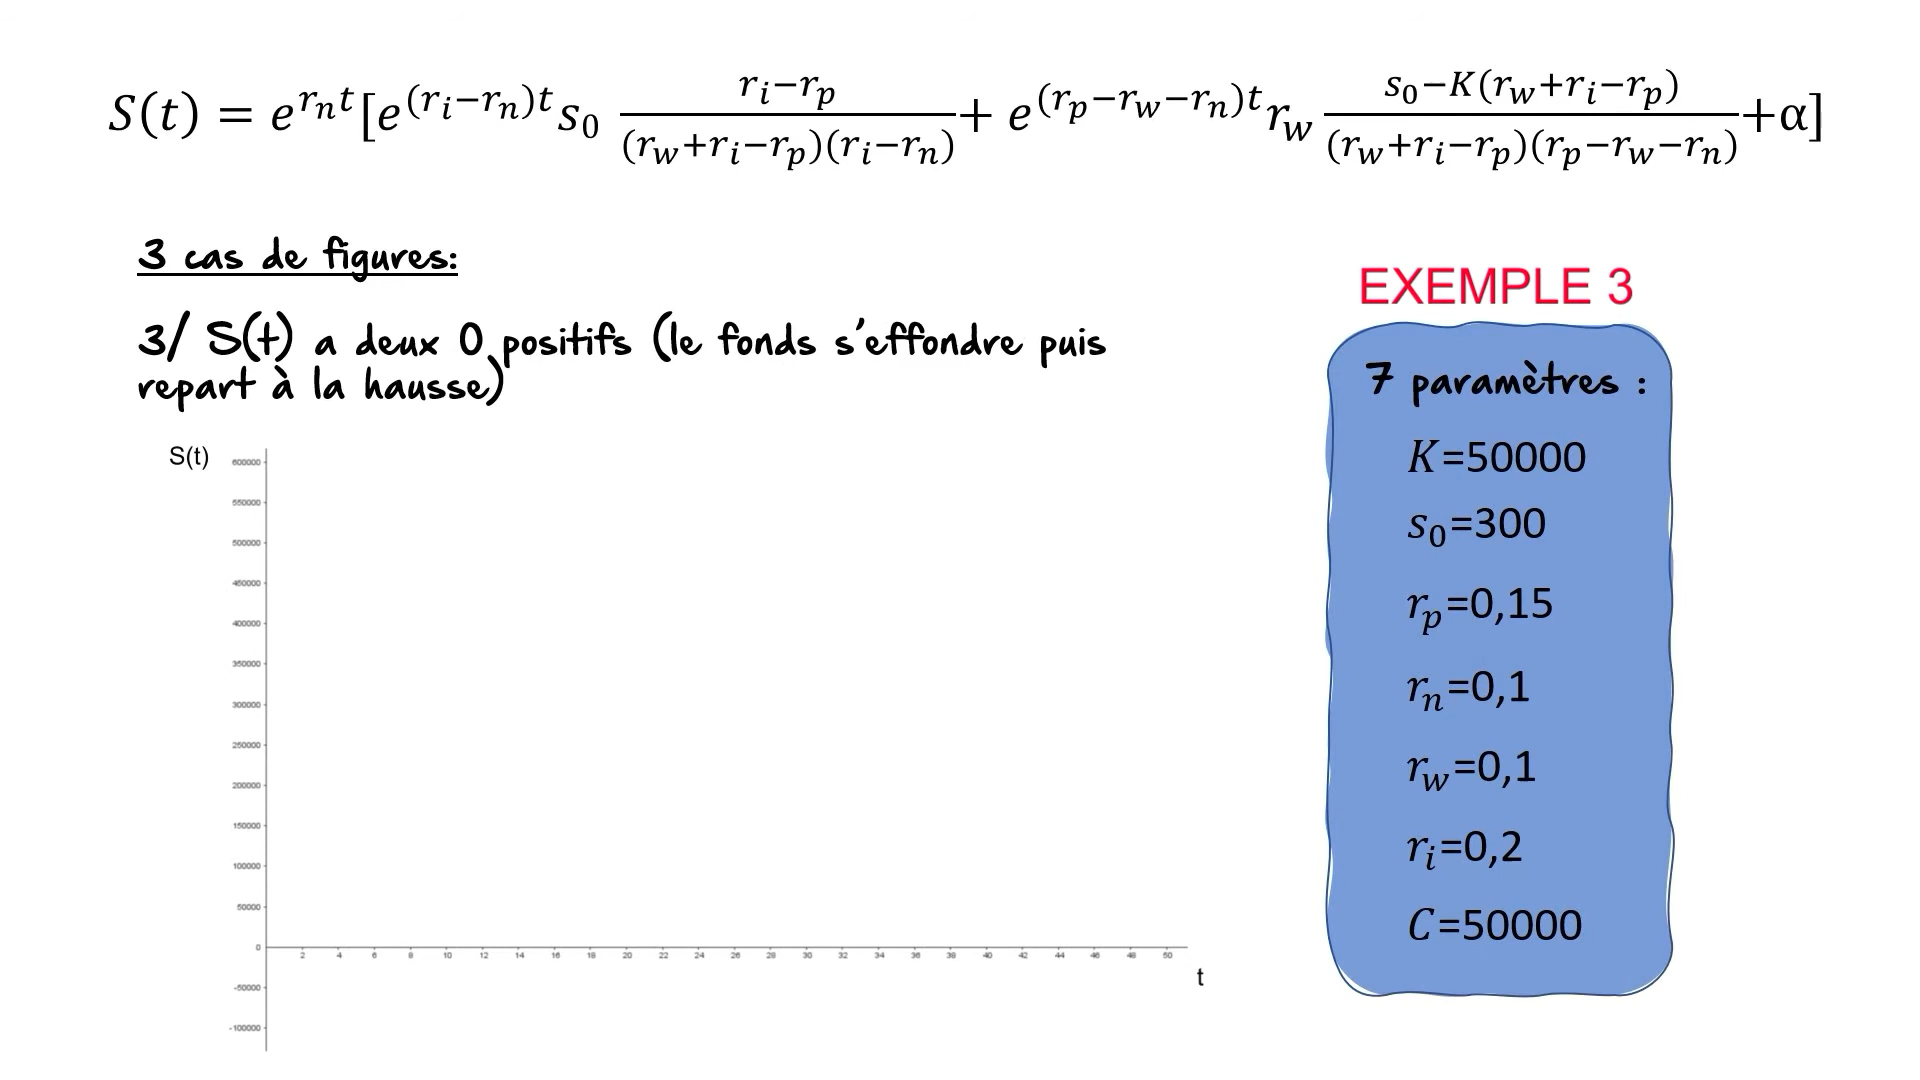 S(t) = e^{r_n t}[e^{(r_i−r_n)t}s_0 \frac{r_i−r_p}{(r_w+r_i−r_p)(r_i−r_n)}+ e^{(r_p−r_w−r_n)t}r_w \frac{s_0−K(r_w+r_i−r_p)}{(r_w+r_i−r_p)(r_p−r_w−r_n)}+α]
3 cas de figures:
3/ S(t) a deux 0 positifs (le fonds s'effondre puis
repart à la hausse)
S(t)
600000
550000
500000
450000
400000
350000
300000
250000
200000
150000
100000
50000
0
-50000
-100000
2 4 6 8 10 12 14 16 18 20 22 24 26 28 30 32 34 36 38 40 42 44 46 48 50
t
EXEMPLE 3
7 paramètres :
K=50000
s_0=300
r_p=0,15
r_n=0,1
r_w=0,1
r_i=0,2
C=50000